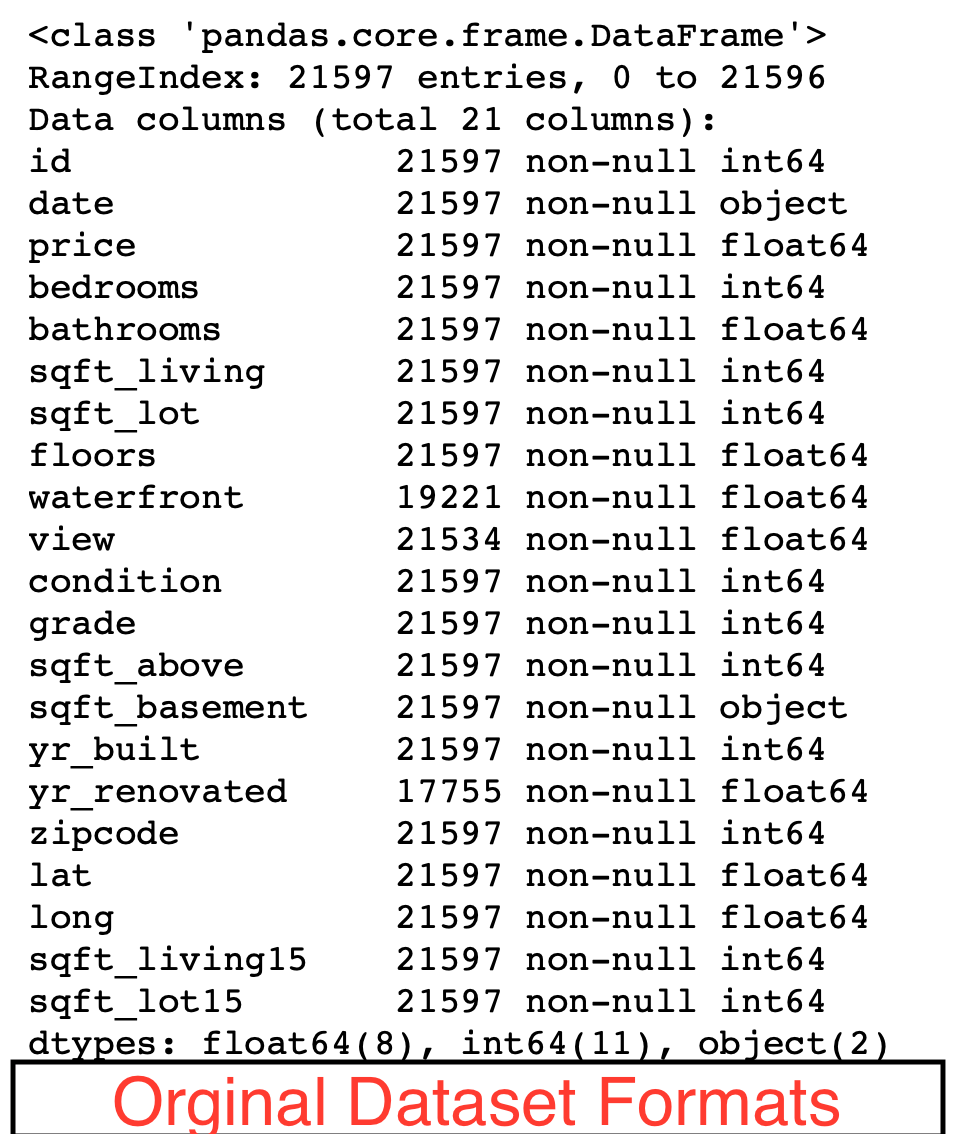 <class 'pandas.core.frame.DataFrame'>
RangeIndex: 21597 entries, 0 to 21596
Data columns (total 21 columns):
id               21597 non-null int64
date             21597 non-null object
price            21597 non-null float64
bedrooms         21597 non-null int64
bathrooms        21597 non-null float64
sqft_living      21597 non-null int64
sqft_lot         21597 non-null int64
floors           21597 non-null float64
waterfront       19221 non-null float64
view             21534 non-null float64
condition        21597 non-null int64
grade            21597 non-null int64
sqft_above       21597 non-null int64
sqft_basement    21597 non-null object
yr_built         21597 non-null int64
yr_renovated     17755 non-null float64
zipcode          21597 non-null int64
lat              21597 non-null float64
long             21597 non-null float64
sqft_living15    21597 non-null int64
sqft_lot15       21597 non-null int64
dtypes: float64(8), int64(11), object(2)
Orginal Dataset Formats